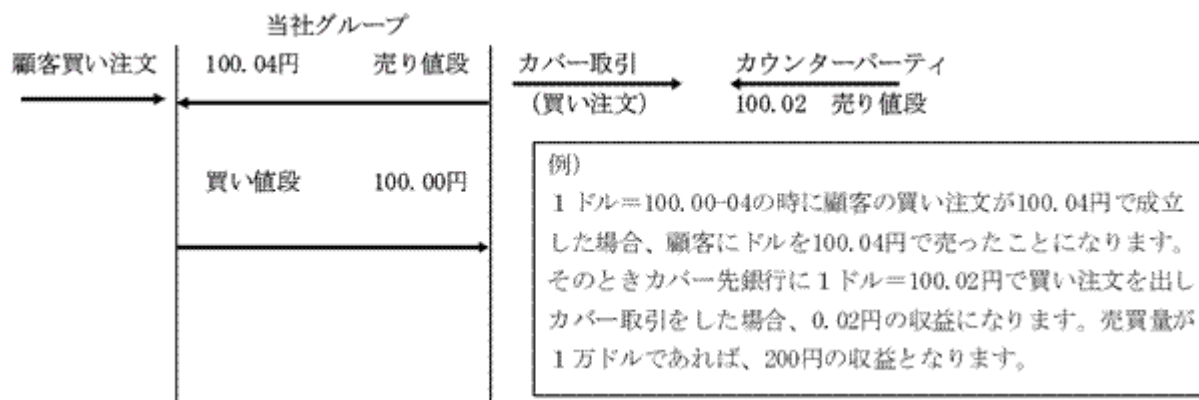 当社グループ
顧客買い注文 100.04円 売り値段 カバー取引 カウンターパーティ
(買い注文) 100.02 売り値段
買い値段 100.00円
例)
１ドル＝100.00-04の時に顧客の買い注文が100.04円で成立
した場合、顧客にドルを100.04円で売ったことになります。
そのときカバー先銀行に１ドル＝100.02円で買い注文を出し
カバー取引をした場合、0.02円の収益になります。売買量が
１万ドルであれば、200円の収益となります。